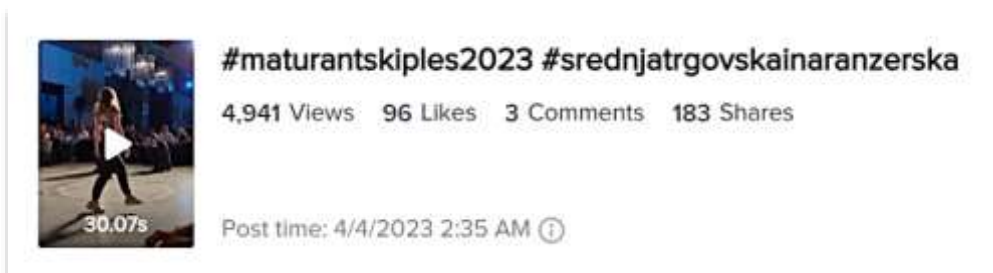 #maturantskiples2023 #srednjatrgovskainaranzerska
4,941 Views 96 Likes 3 Comments 183 Shares
30.07s
Post time: 4/4/2023 2:35 AM